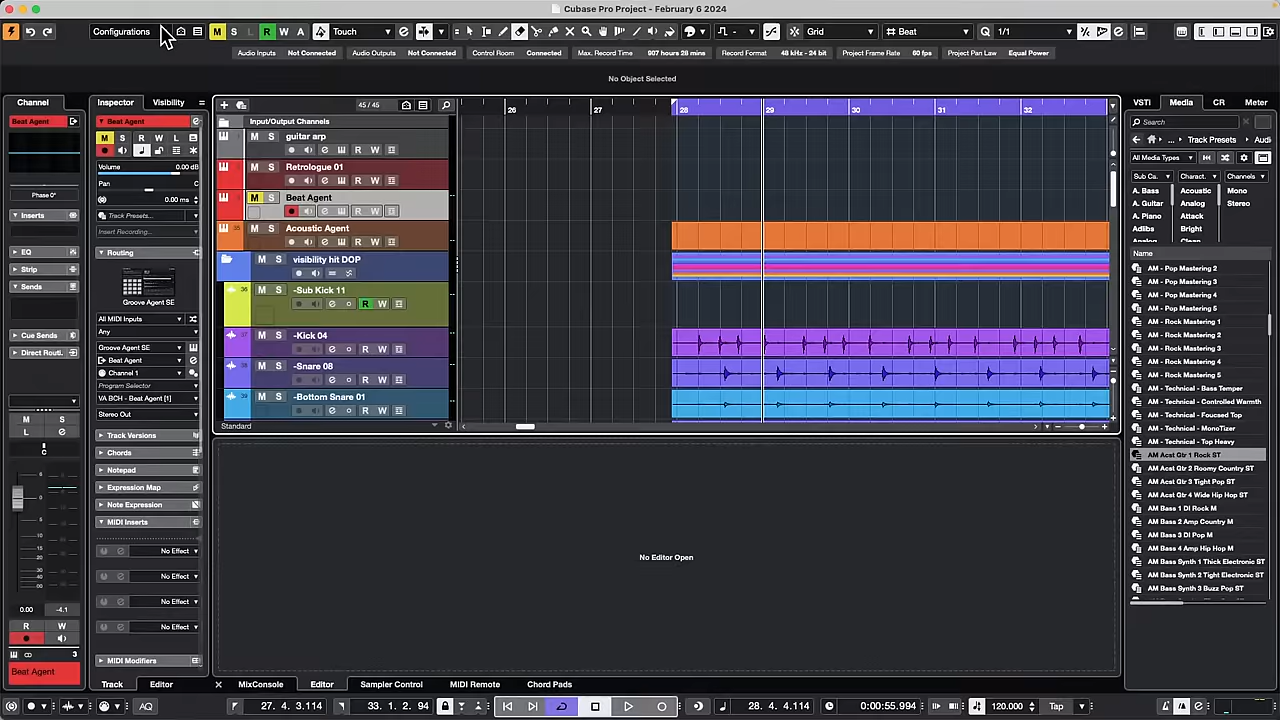 Cubase Pro Project - February 6 2024
Configurations M S L R W A Touch Grid Beat Q 1/1
Audio Inputs Not Connected Audio Outputs Not Connected Control Room Connected Max. Record Time 907 hours 28 mins Record Format 48 kHz - 24 bit Project Frame Rate 60 fps Project Pan Law Equal Power
No Object Selected
Channel Inspector Visibility 45/45 26 27 28 29 30 31 32 VSTi Media CR Meter
Beat Agent Beat Agent Input/Output Channels Search
M S R W L M S guitar arp ... Track Presets Audi
R W All Media Types
Volume 0.00 dB M S Retrologue 01 Sub Ca. Charact. Channels
Pan C R W A. Bass Acoustic Mono
Phase 0° 0.00 ms M S Beat Agent A. Guitar Analog Stereo
Inserts Track Presets... R W A. Piano Attack
Insert Recording... 35 M S Acoustic Agent Adlibs Bright
EQ Routing R W Name
Strip M S visibility hit DOP AM - Pop Mastering 2
Sends Groove Agent SE 36 M S -Sub Kick 11 AM - Pop Mastering 3
All MIDI Inputs R W AM - Pop Mastering 4
Cue Sends Any AM - Pop Mastering 5
Direct Routi. Groove Agent SE 37 M S -Kick 04 AM - Rock Mastering 1
Beat Agent R W AM - Rock Mastering 2
Channel 1 38 M S -Snare 08 AM - Rock Mastering 3
Program Selector R W AM - Rock Mastering 4
VA BCH - Beat Agent [1] 39 M S -Bottom Snare 01 AM - Rock Mastering 5
Stereo Out R W AM - Technical - Bass Temper
M S Standard AM - Technical - Controlled Warmth
L Track Versions AM - Technical - Foucsed Top
C Chords AM - Technical - MonoTizer
Notepad AM - Technical - Top Heavy
Expression Map AM Acst Gtr 1 Rock ST
Note Expression AM Acst Gtr 2 Roomy Country ST
MIDI Inserts AM Acst Gtr 3 Tight Pop ST
No Effect AM Acst Gtr 4 Wide Hip Hop ST
No Effect AM Bass 1 DI Rock M
No Effect AM Bass 2 Amp Country M
No Effect AM Bass 3 DI Pop M
0.00 -4.1 No Editor Open AM Bass 4 Amp Hip Hop M
R W AM Bass Synth 1 Thick Electronic ST
3 AM Bass Synth 2 Tight Electronic ST
Beat Agent MIDI Modifiers AM Bass Synth 3 Buzz Pop ST
Track Editor MixConsole Editor Sampler Control MIDI Remote Chord Pads
AQ 27. 4. 3.114 33. 1. 2. 94 28. 4. 4.114 0:00:55.994 120.000 Tap